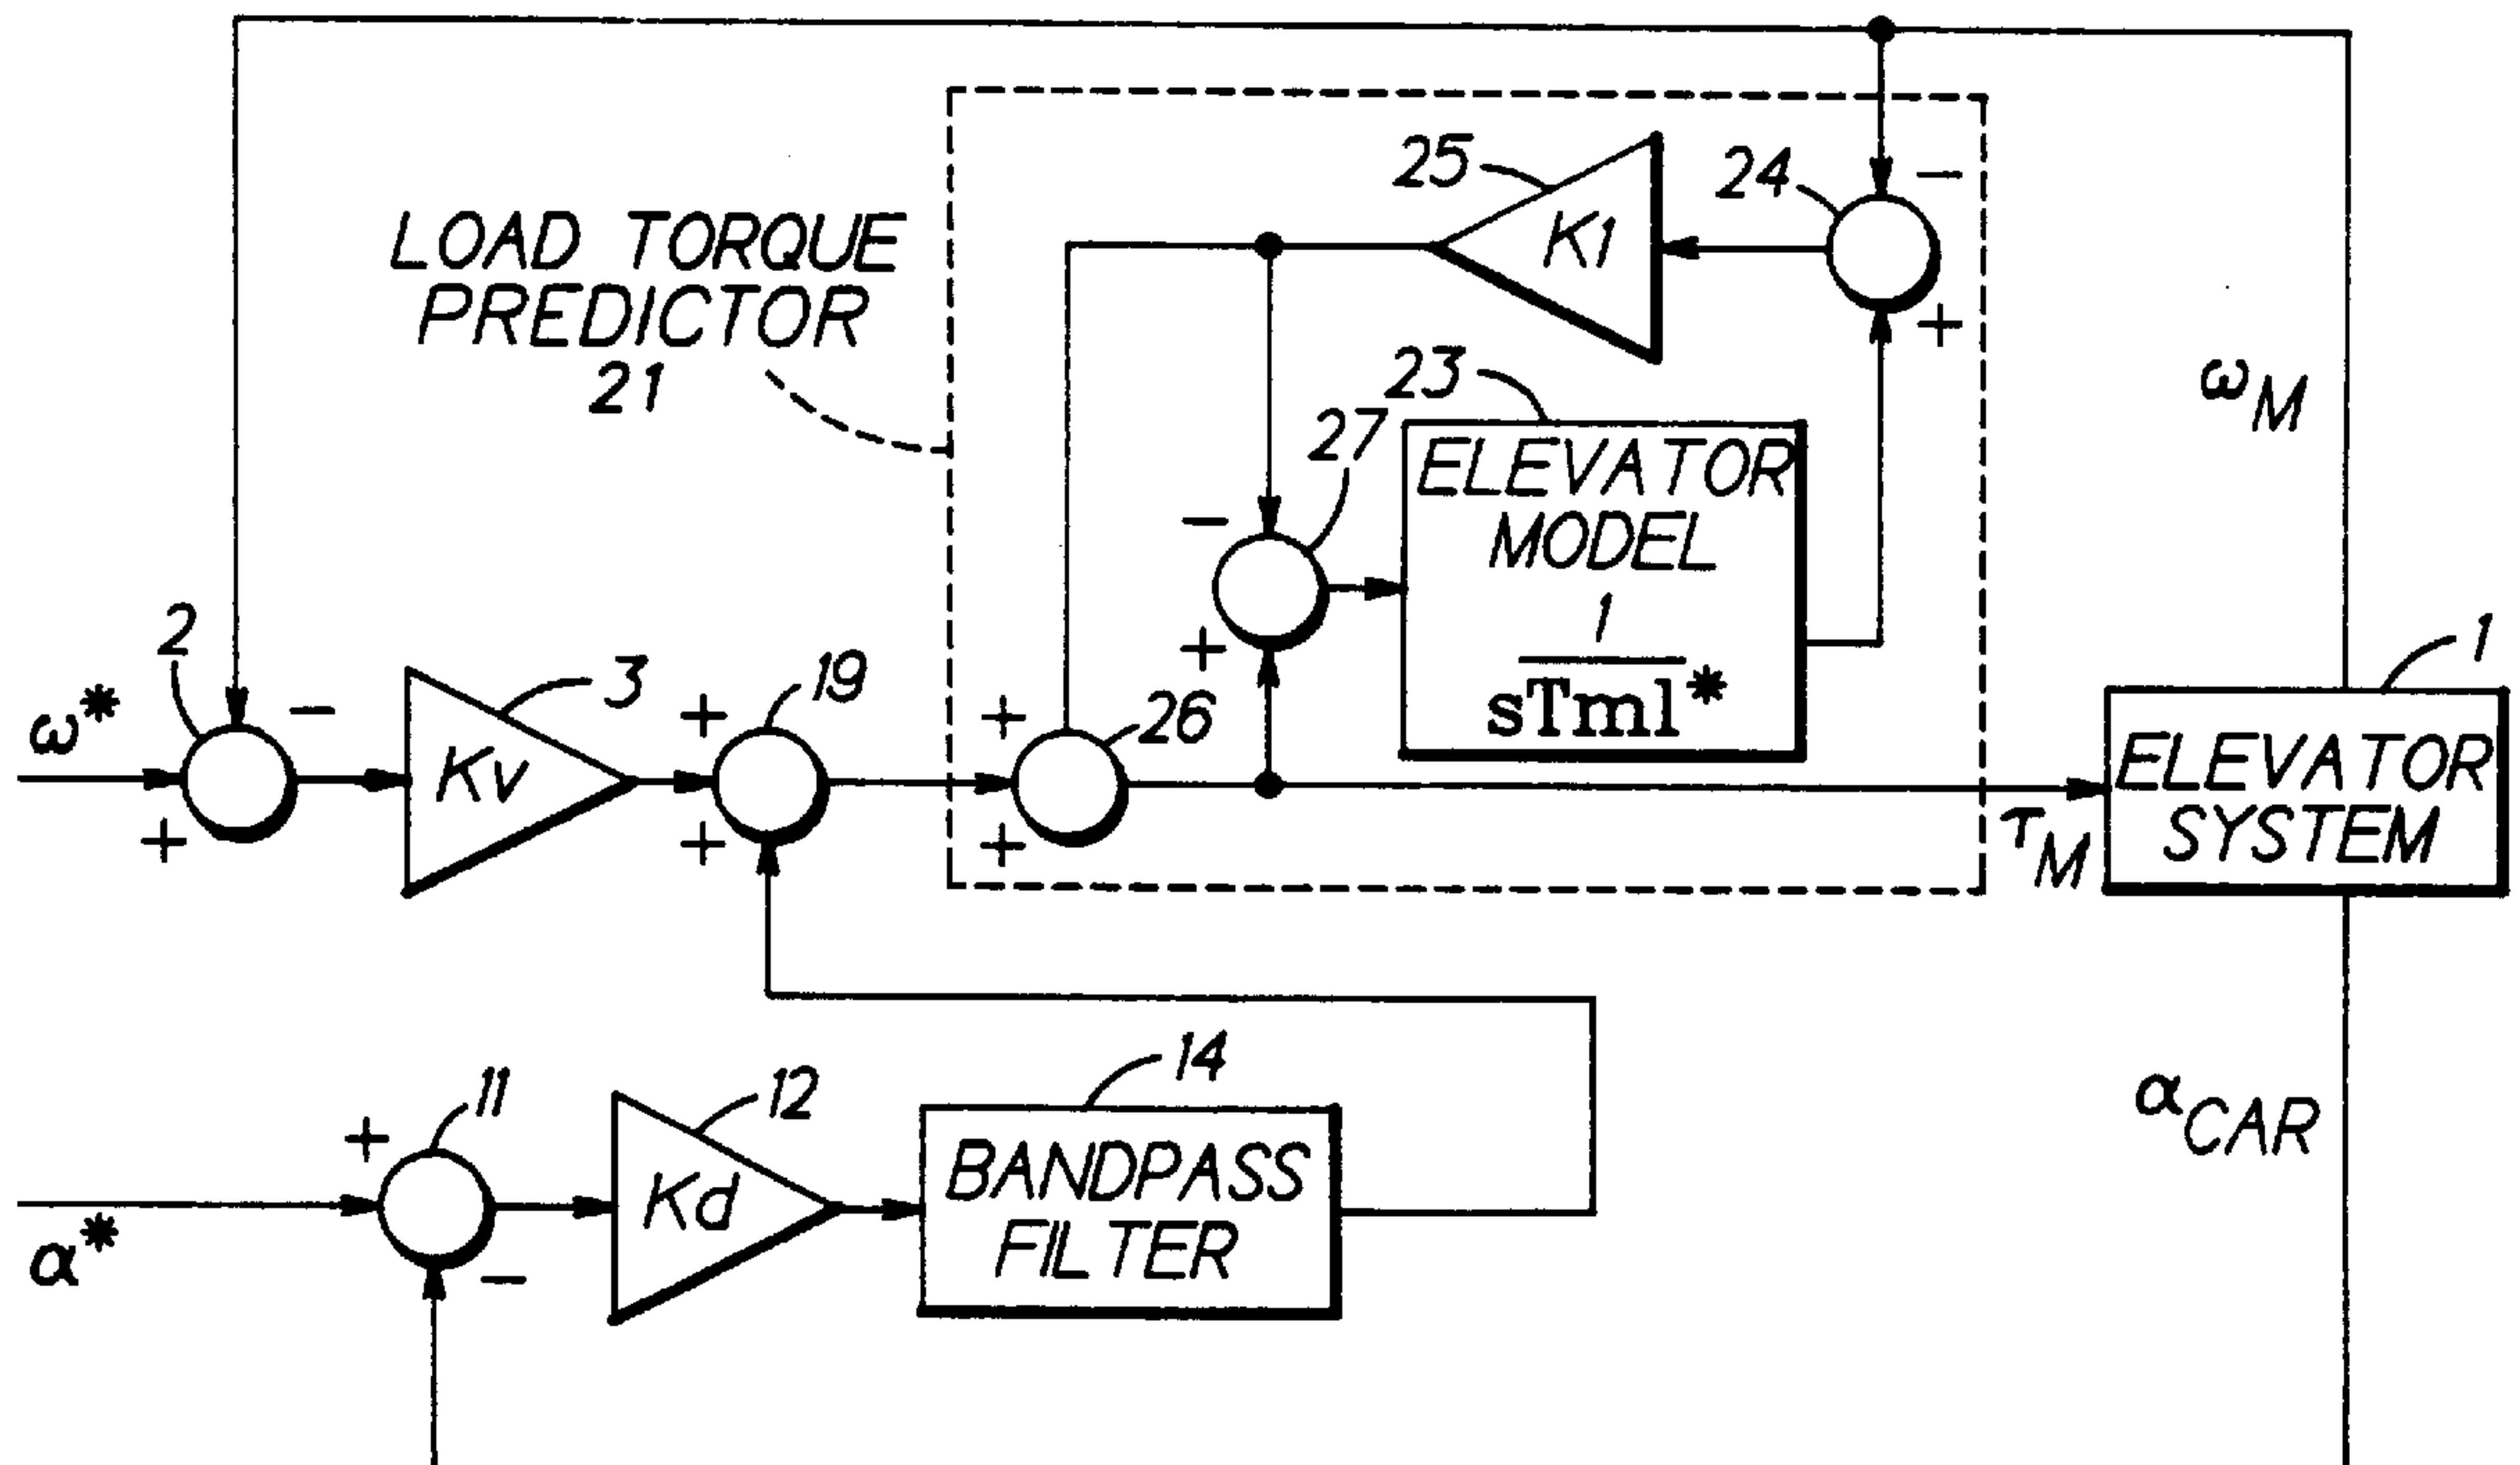 LOAD TORQUE
PREDICTOR
21
25
K1
24
−
+
23
27
ELEVATOR
MODEL
1
sTml*
−
+
ωM
2
ω*
−
+
3
Kv
19
+
+
26
+
+
τM
1
ELEVATOR
SYSTEM
11
+
−
α*
12
Kd
14
BANDPASS
FILTER
αCAR